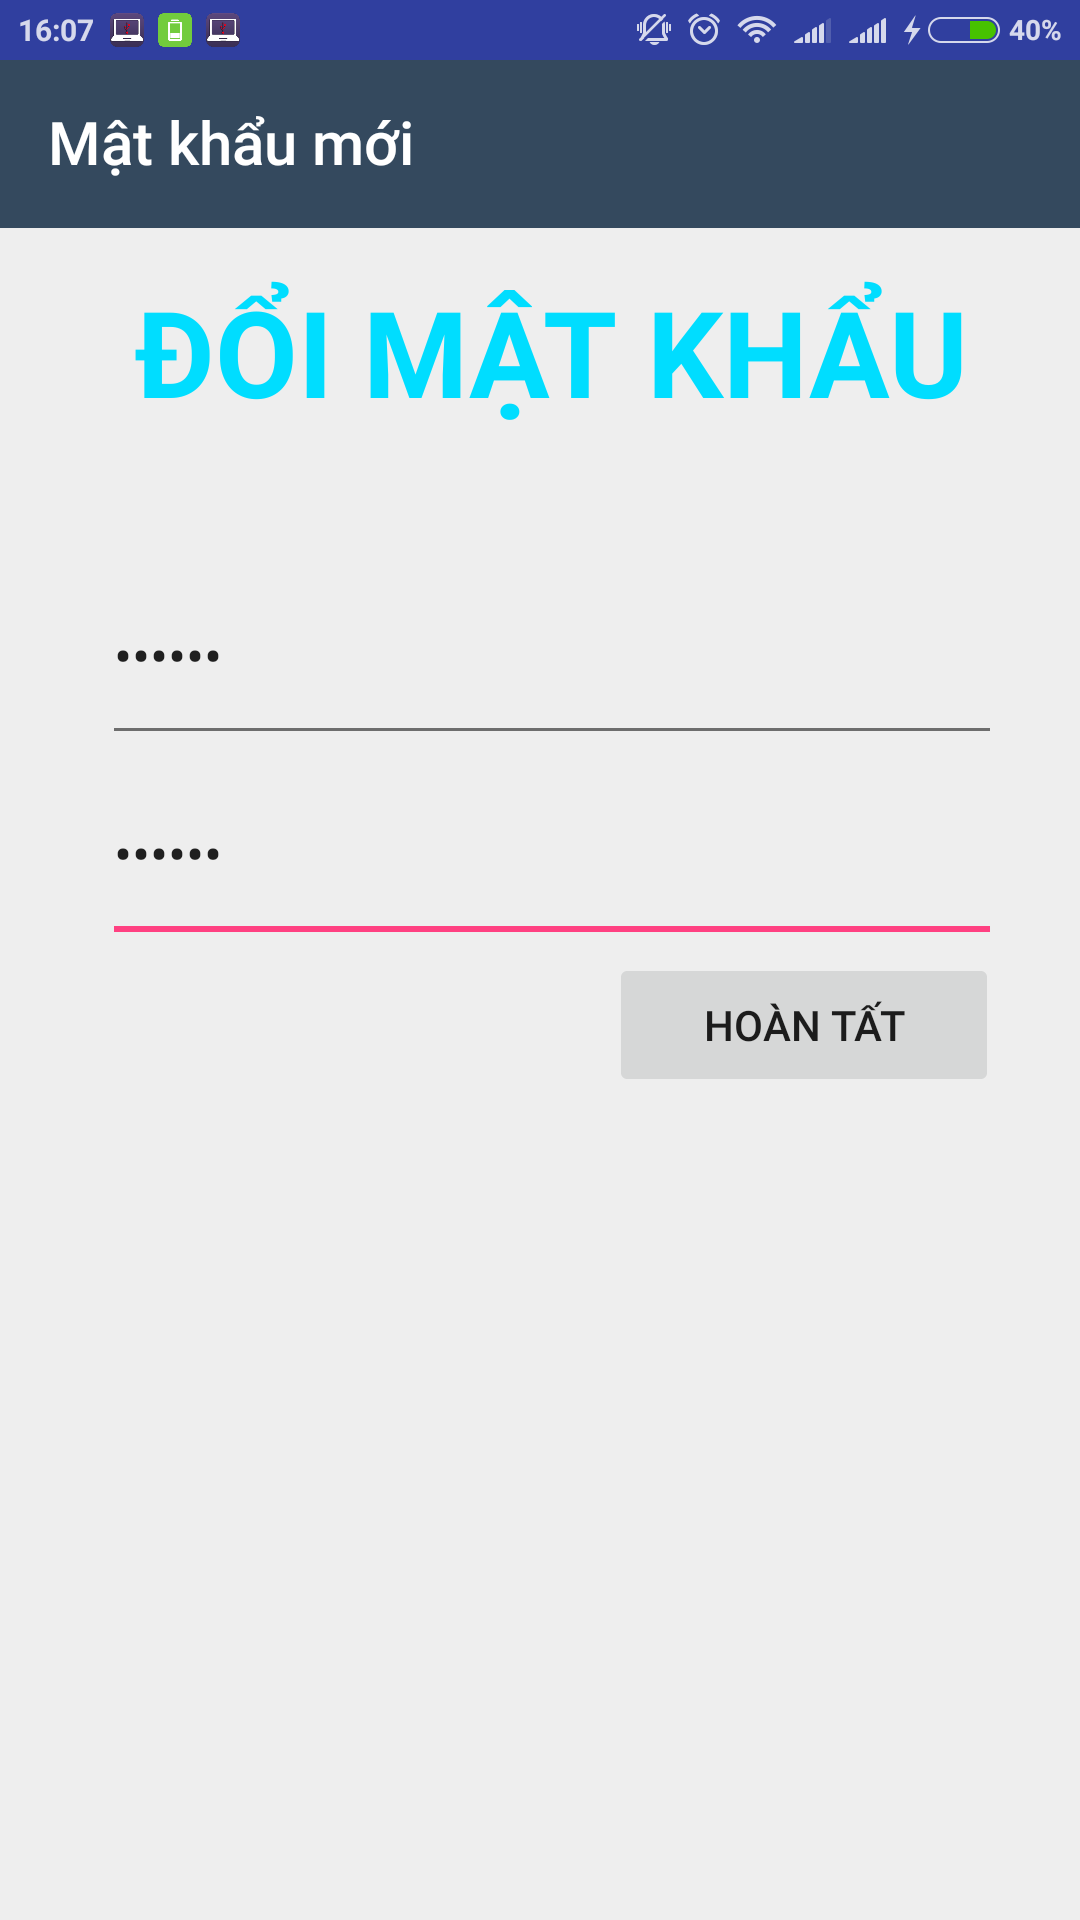 16:07
40%
Mật khẩu mới
ĐỔI MẬT KHẨU
••••••
••••••
HOÀN TẤT